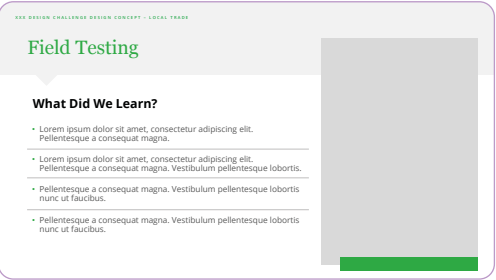 XXX DESIGN CHALLENGE DESIGN CONCEPT – LOCAL TRADE
Field Testing
What Did We Learn?
• Lorem ipsum dolor sit amet, consectetur adipiscing elit.
Pellentesque a consequat magna.
• Lorem ipsum dolor sit amet, consectetur adipiscing elit.
Pellentesque a consequat magna. Vestibulum pellentesque lobortis.
• Pellentesque a consequat magna. Vestibulum pellentesque lobortis
nunc ut faucibus.
• Pellentesque a consequat magna. Vestibulum pellentesque lobortis
nunc ut faucibus.